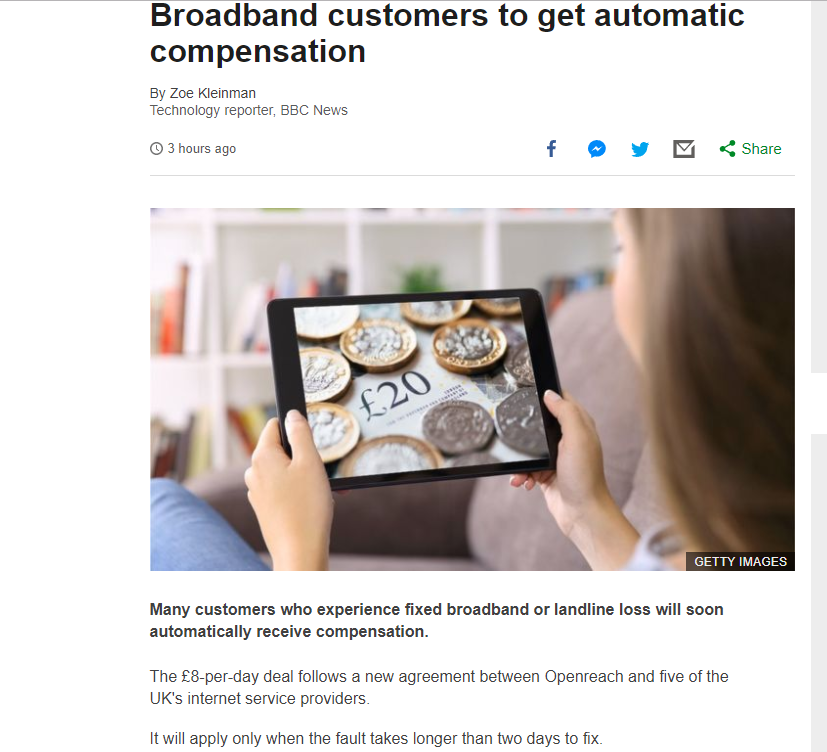 Broadband customers to get automatic
compensation
By Zoe Kleinman
Technology reporter, BBC News
3 hours ago
Share
£20
GETTY IMAGES
Many customers who experience fixed broadband or landline loss will soon
automatically receive compensation.
The £8-per-day deal follows a new agreement between Openreach and five of the
UK's internet service providers.
It will apply only when the fault takes longer than two days to fix.